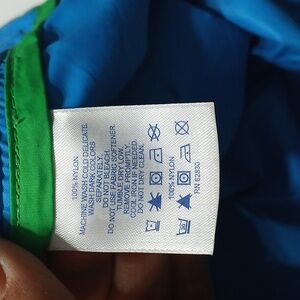 100% NYLON
MACHINE WASH COLD DELICATE.
WASH DARK COLORS
SEPARATELY.
DO NOT BLEACH.
DO NOT USE FABRIC SOFTENER.
TUMBLE DRY LOW.
REMOVE PROMPTLY.
COOL IRON IF NEEDED.
DO NOT DRY CLEAN.
100% NYLON
RN 62830